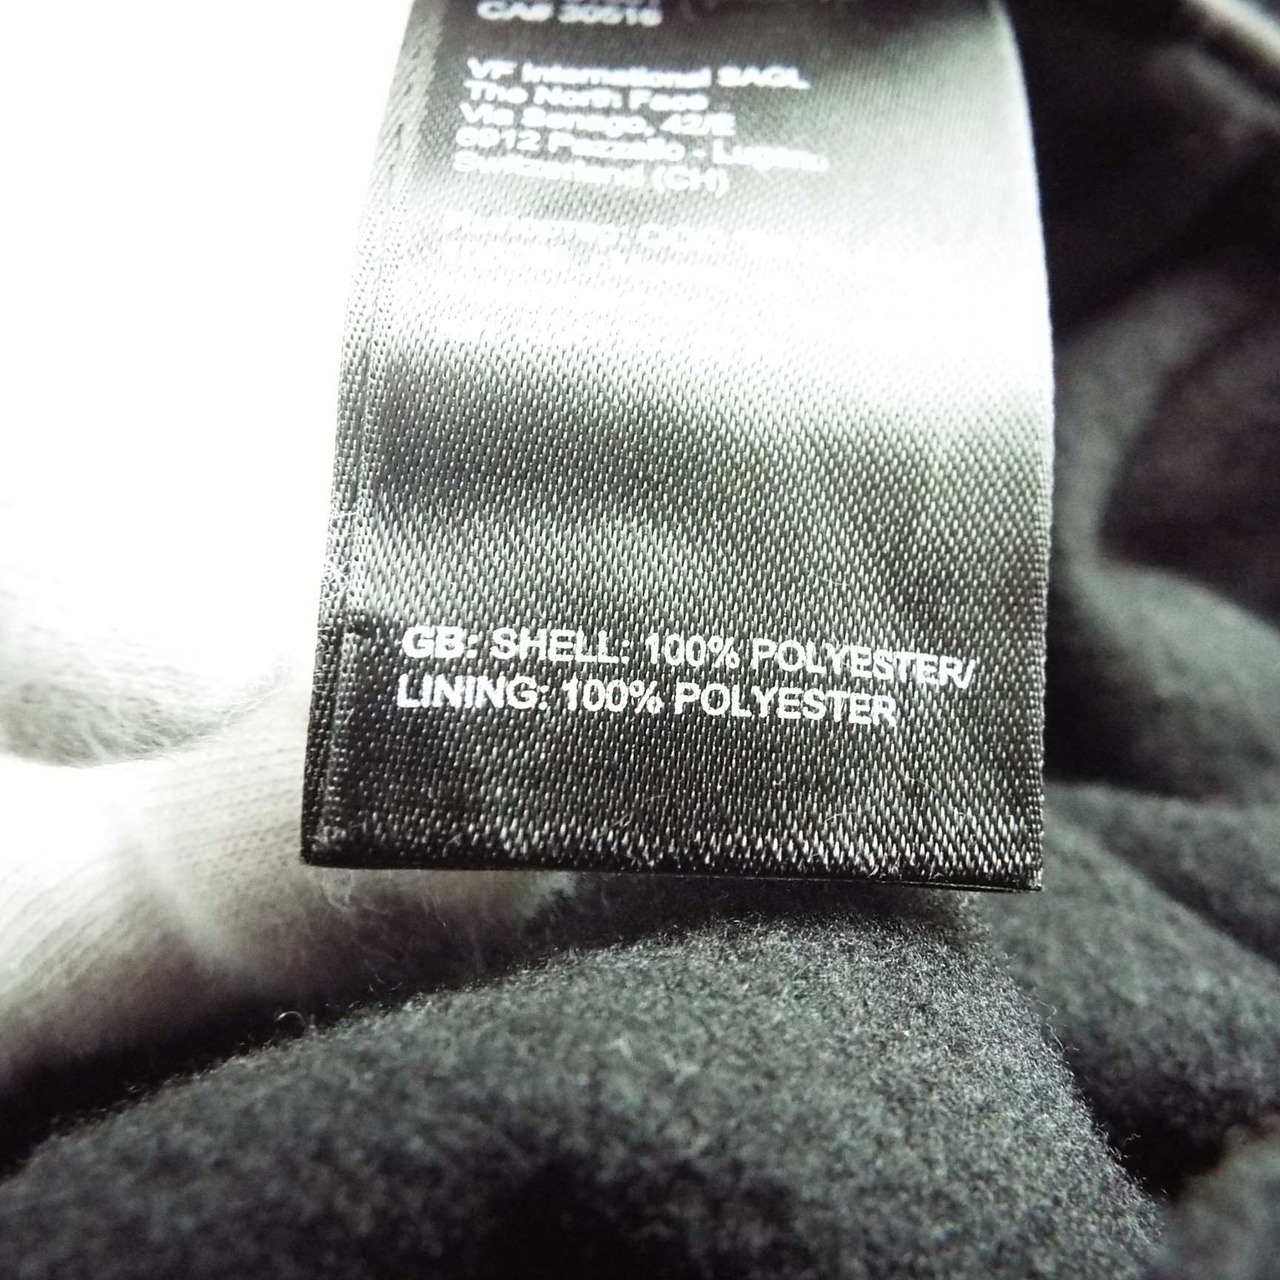 CA# 30516
VF International SAGL
The North Face
Via Senago, 42/E
6912 Pazzallo - Lugano
Switzerland (CH)
GB: SHELL: 100% POLYESTER/
LINING: 100% POLYESTER